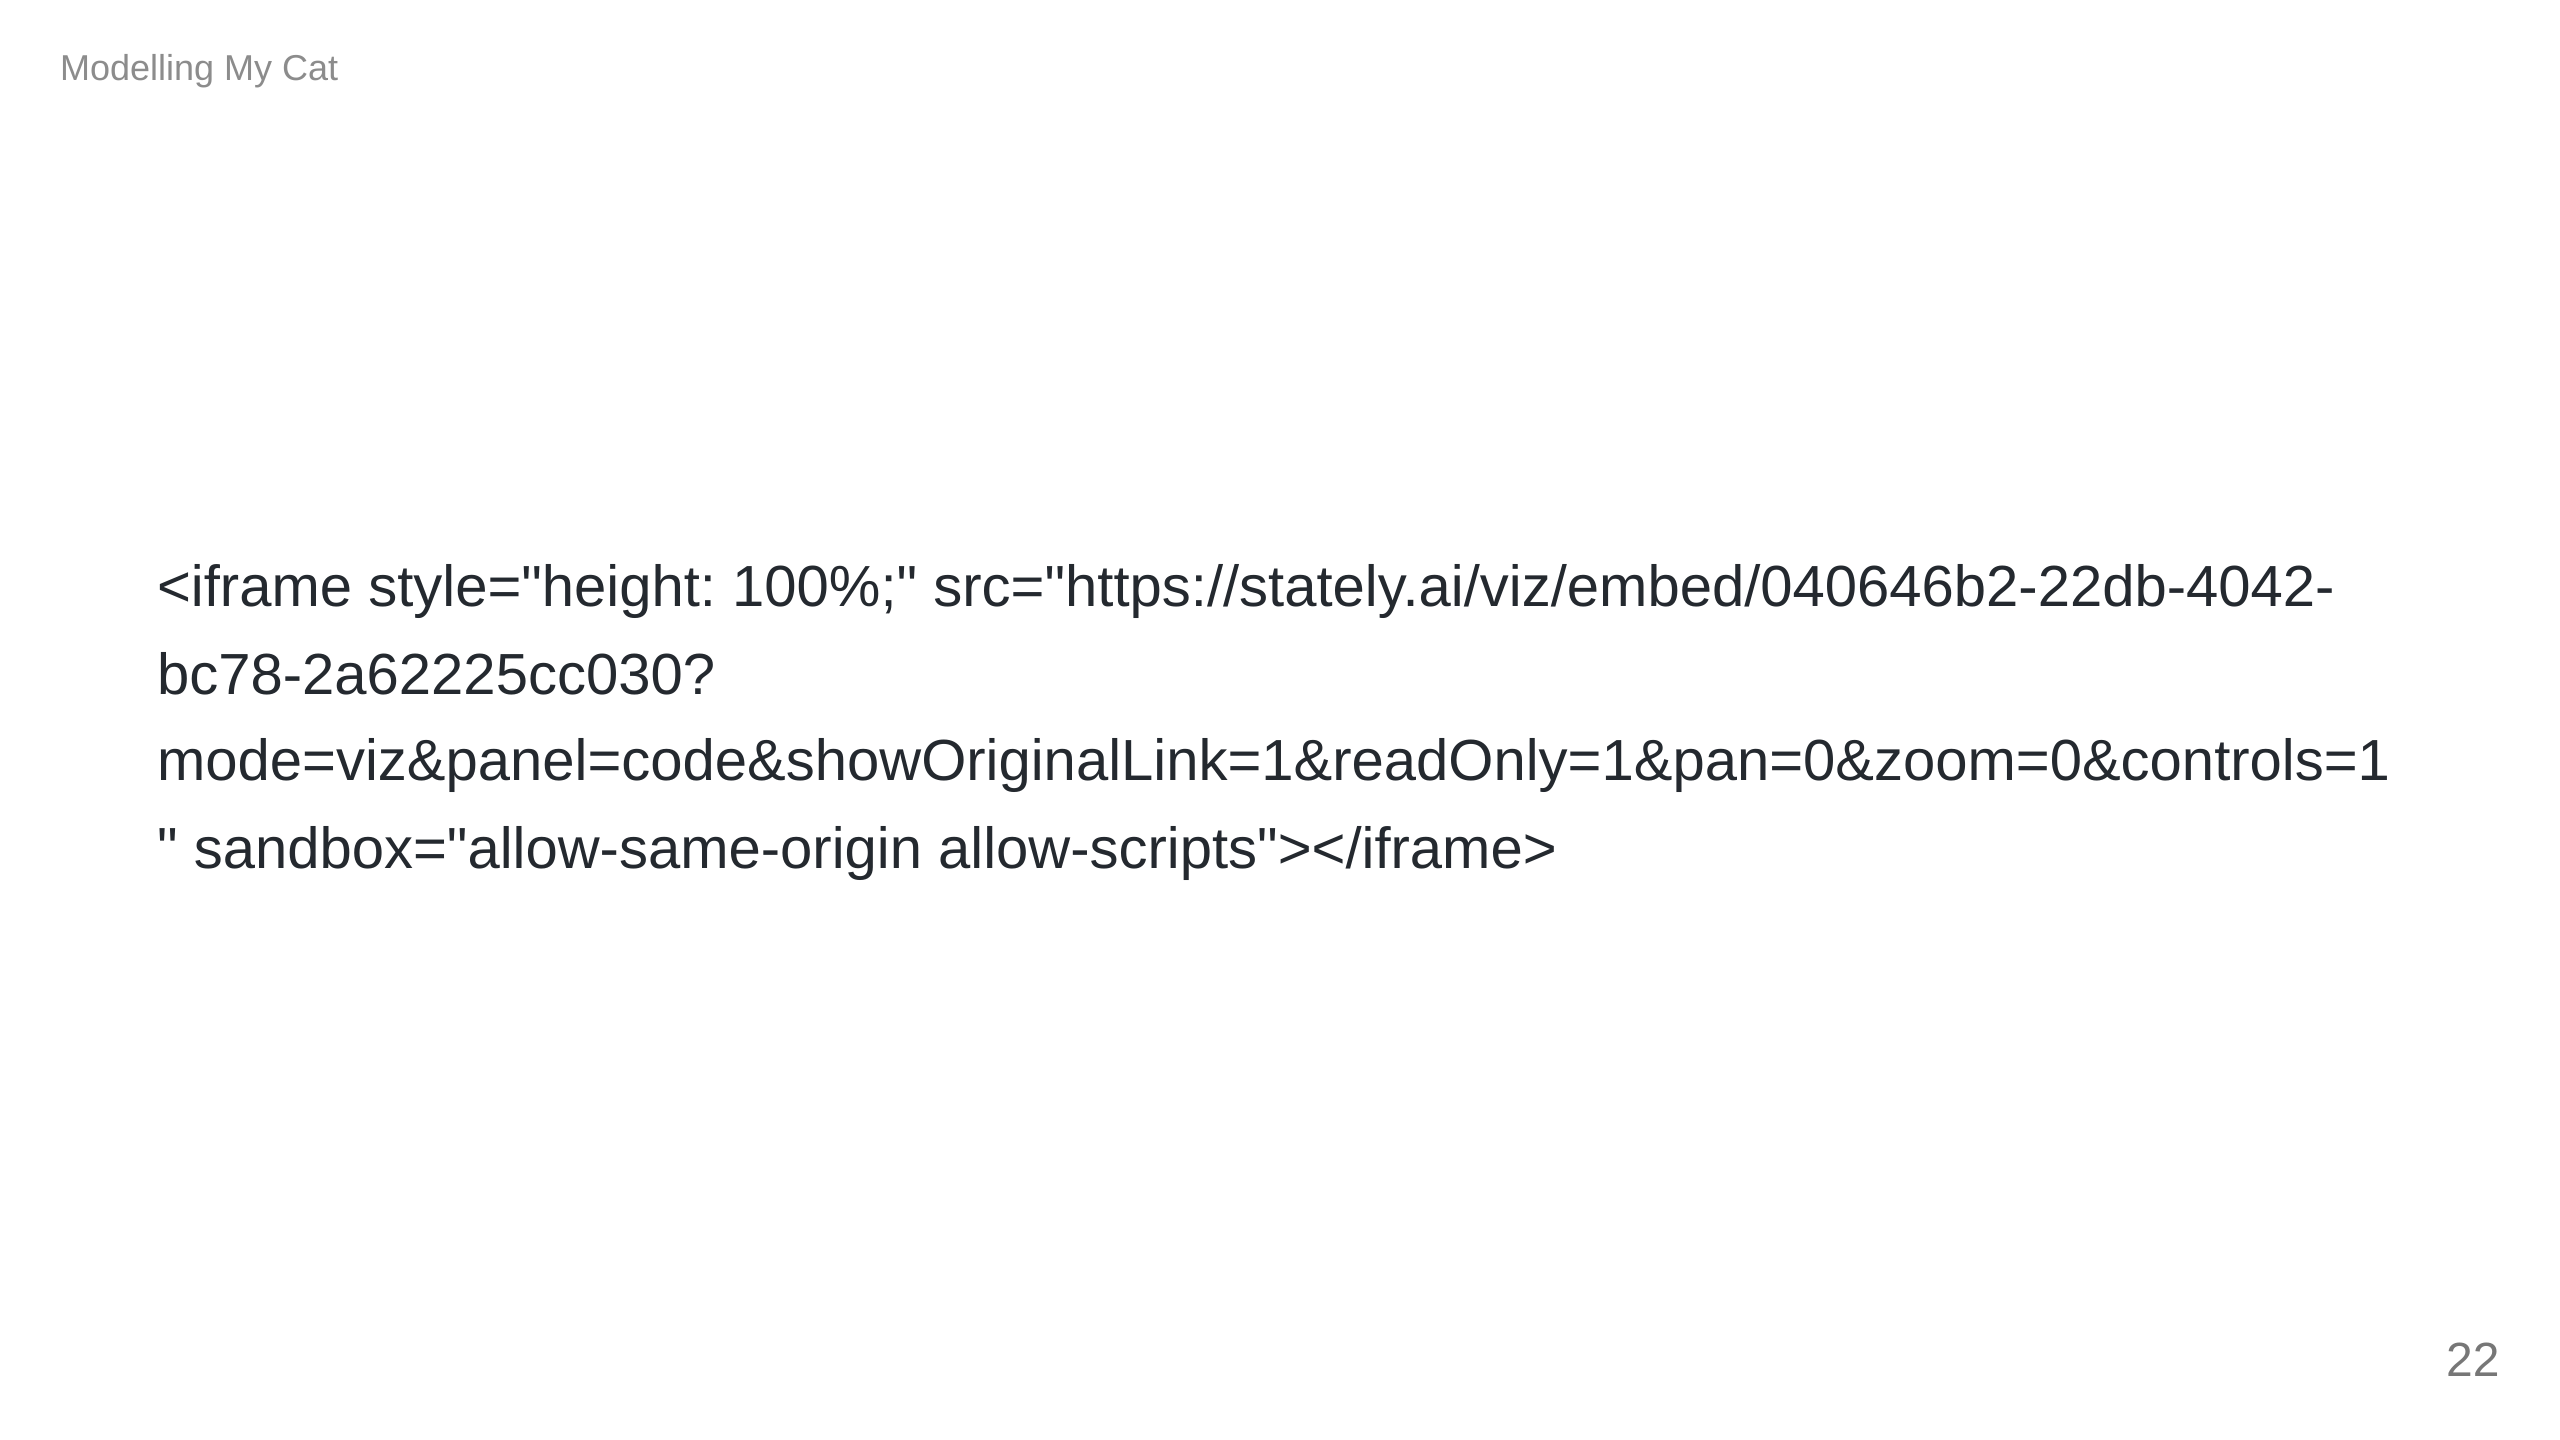 Modelling My Cat
<iframe style="height: 100%;" src="https://stately.ai/viz/embed/040646b2-22db-4042-
bc78-2a62225cc030?
mode=viz&panel=code&showOriginalLink=1&readOnly=1&pan=0&zoom=0&controls=1
" sandbox="allow-same-origin allow-scripts"></iframe>
22